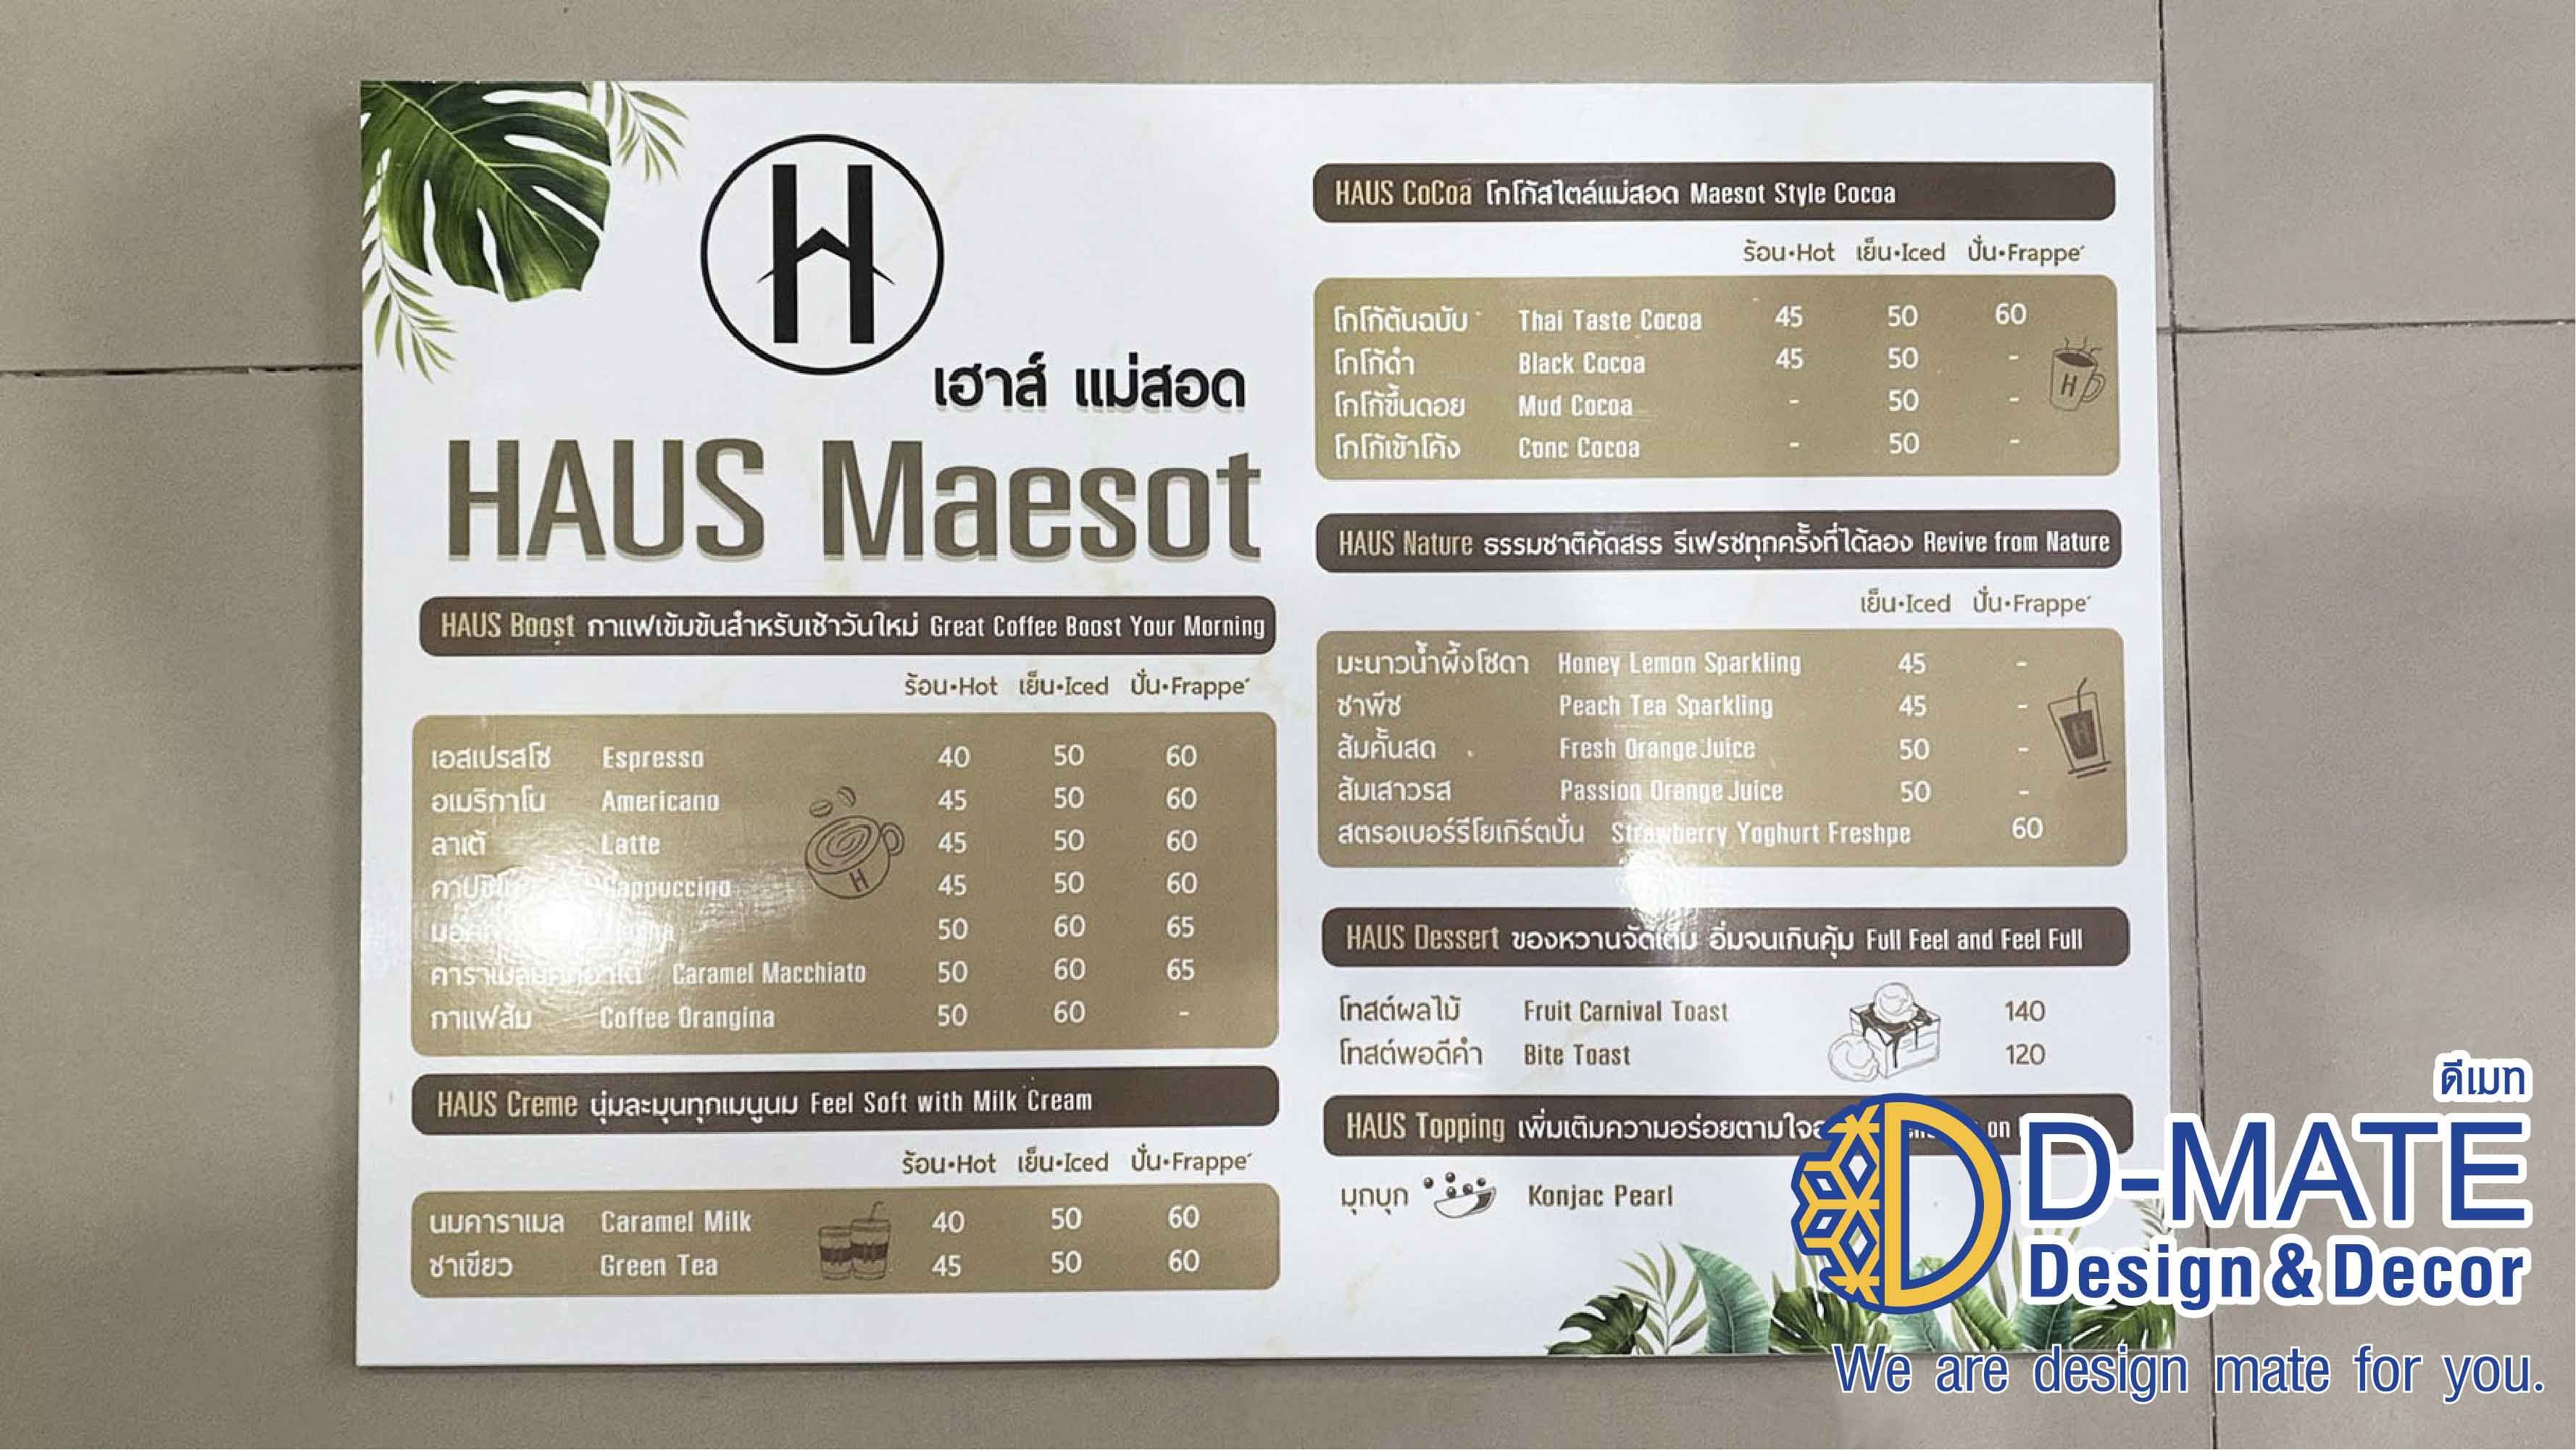 H
เฮาส์ แม่สอด
HAUS Maesot
HAUS Boost กาแฟเข้มข้นสำหรับเช้าวันใหม่ Great Coffee Boost Your Morning
ร้อน•Hot เย็น•Iced ปั่น•Frappe´
เอสเปรสโซ่ Espresso 40 50 60
อเมริกาโน Americano 45 50 60
ลาเต้ Latte 45 50 60
Cappuccino 45 50 60
50 60 65
Caramel Macchiato 50 60 65
กาแฟส้ม Coffee Orangina 50 60 -
HAUS Creme นุ่มละมุนทุกเมนูนม Feel Soft with Milk Cream
ร้อน•Hot เย็น•Iced ปั่น•Frappe´
นมคาราเมล Caramel Milk 40 50 60
ชาเขียว Green Tea 45 50 60
HAUS CoCoa โกโก้สไตล์แม่สอด Maesot Style Cocoa
ร้อน•Hot เย็น•Iced ปั่น•Frappe´
โกโก้ต้นฉบับ Thai Taste Cocoa 45 50 60
โกโก้ดำ Black Cocoa 45 50 -
โกโก้ขึ้นดอย Mud Cocoa - 50 -
โกโก้เข้าโค้ง Conc Cocoa - 50 -
HAUS Nature ธรรมชาติคัดสรร รีเฟรชทุกครั้งที่ได้ลอง Revive from Nature
เย็น•Iced ปั่น•Frappe´
มะนาวน้ำผึ้งโซดา Honey Lemon Sparkling 45 -
ชาพีช Peach Tea Sparkling 45 -
ส้มคั้นสด Fresh Orange Juice 50 -
ส้มเสาวรส Passion Orange Juice 50 -
สตรอเบอร์รีโยเกิร์ตปั่น Strawberry Yoghurt Freshpe 60
HAUS Dessert ของหวานจัดเต็ม อิ่มจนเกินคุ้ม Full Feel and Feel Full
โทสต์ผลไม้ Fruit Carnival Toast 140
โทสต์พอดีคำ Bite Toast 120
HAUS Topping เพิ่มเติมความอร่อยตามใจ on
มุกบุก Konjac Pearl
ดีเมท
D-MATE
Design&Decor
We are design mate for you.